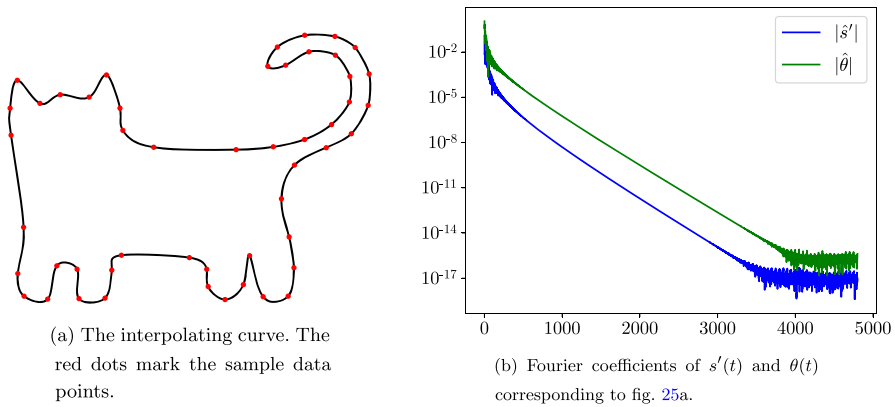 10⁻²
10⁻⁵
10⁻⁸
10⁻¹¹
10⁻¹⁴
10⁻¹⁷
|ŝ′|
|θ̂|
0 1000 2000 3000 4000 5000
(a) The interpolating curve. The
red dots mark the sample data
points.
(b) Fourier coefficients of s′(t) and θ(t)
corresponding to fig. 25a.